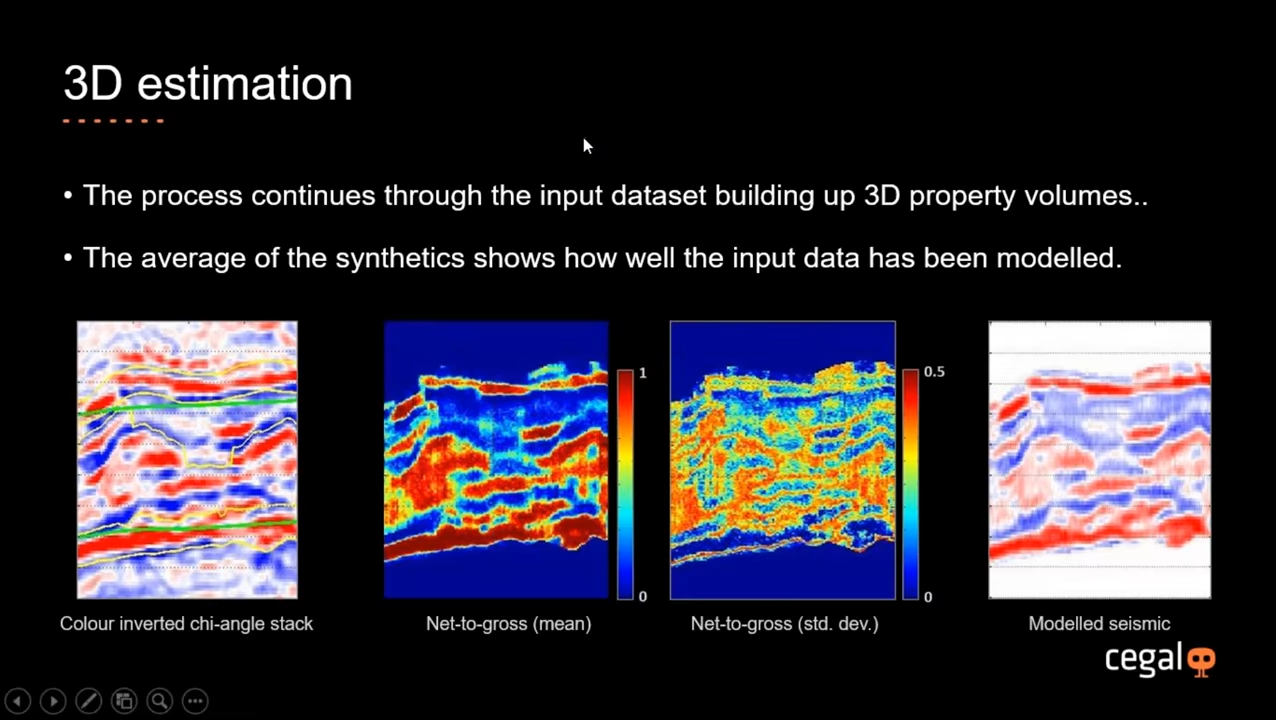 3D estimation
• The process continues through the input dataset building up 3D property volumes..
• The average of the synthetics shows how well the input data has been modelled.
1
0
0.5
0
Colour inverted chi-angle stack
Net-to-gross (mean)
Net-to-gross (std. dev.)
Modelled seismic
cegal